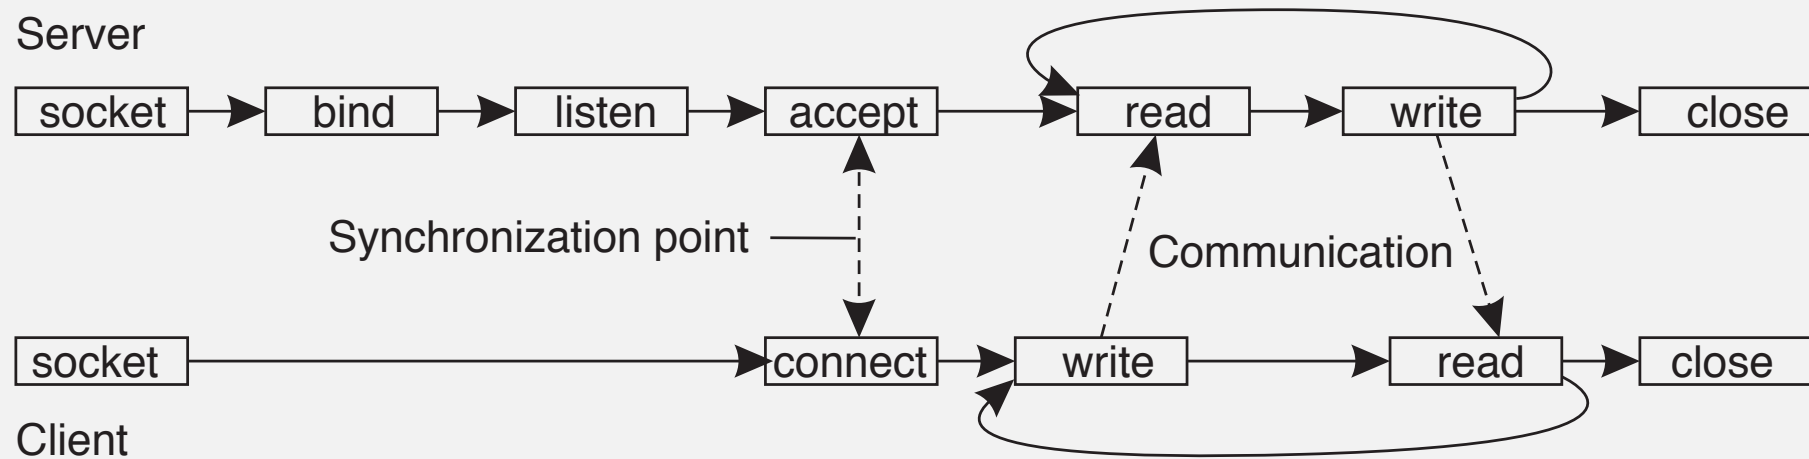 Server
socket bind listen accept read write close
Synchronization point
Communication
socket connect write read close
Client